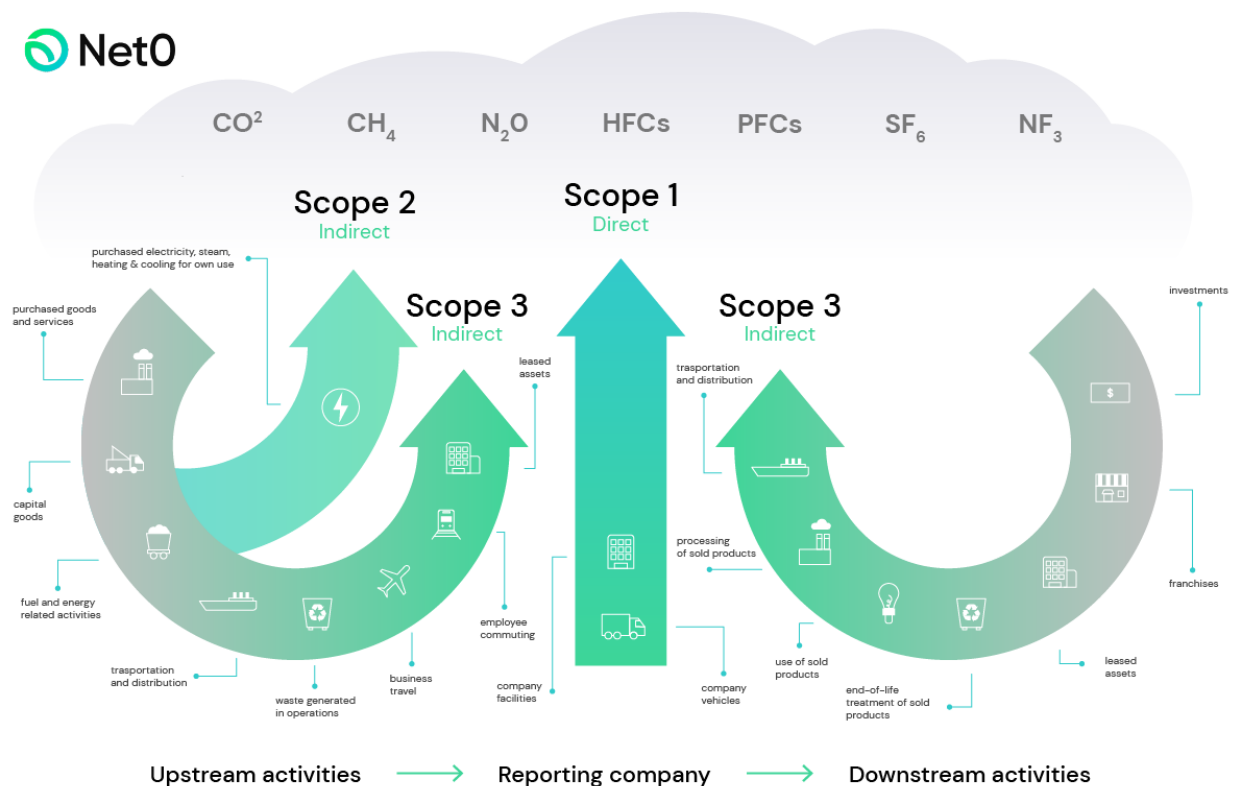 Net0
CO²
CH₄
N₂O
HFCs
PFCs
SF₆
NF₃
Scope 2
Indirect
Scope 1
Direct
purchased electricity, steam,
heating & cooling for own use
Scope 3
Indirect
Scope 3
Indirect
purchased goods
and services
capital
goods
fuel and energy
related activities
trasportation
and distribution
waste generated
in operations
business
travel
employee
commuting
leased
assets
company
facilities
company
vehicles
trasportation
and distribution
processing
of sold products
use of sold
products
end-of-life
treatment of sold
products
leased
assets
franchises
investments
$
Upstream activities
Reporting company
Downstream activities